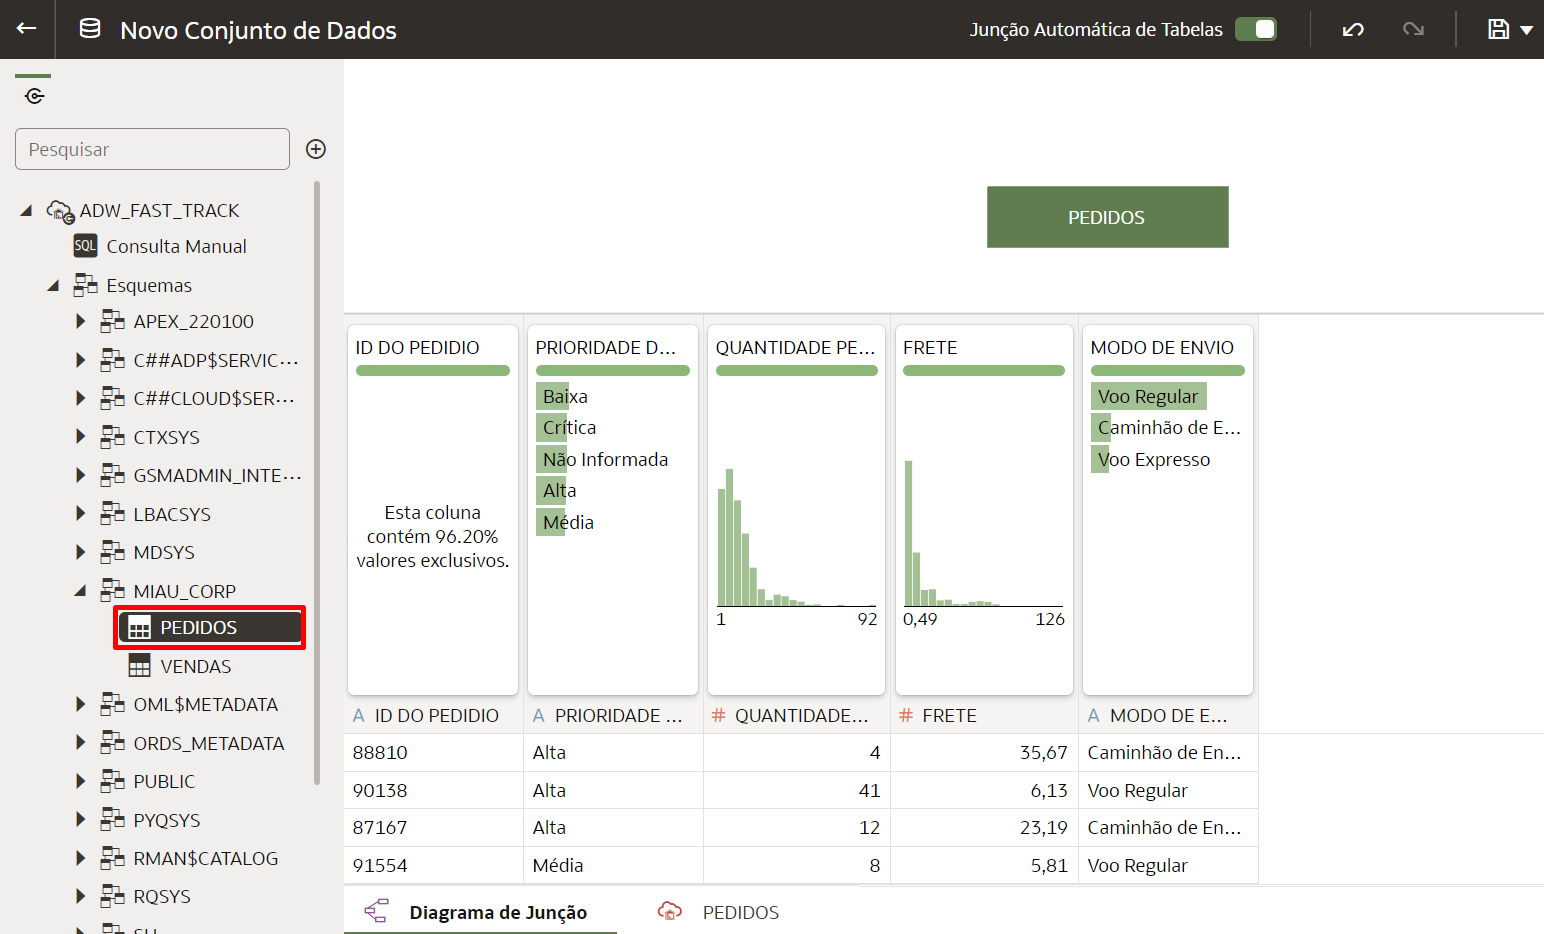 Novo Conjunto de Dados
Junção Automática de Tabelas
Pesquisar
ADW_FAST_TRACK
SQL Consulta Manual
Esquemas
APEX_220100
C##ADP$SERVIC...
C##CLOUD$SER...
CTXSYS
GSMADMIN_INTE...
LBACSYS
MDSYS
MIAU_CORP
PEDIDOS
VENDAS
OML$METADATA
ORDS_METADATA
PUBLIC
PYQSYS
RMAN$CATALOG
RQSYS
PEDIDOS
ID DO PEDIDIO
Esta coluna
contém 96.20%
valores exclusivos.
PRIORIDADE D...
Baixa
Crítica
Não Informada
Alta
Média
QUANTIDADE PE...
1 92
FRETE
0,49 126
MODO DE ENVIO
Voo Regular
Caminhão de E...
Voo Expresso
A ID DO PEDIDIO A PRIORIDADE ... # QUANTIDADE... # FRETE A MODO DE E...
88810 Alta 4 35,67 Caminhão de En...
90138 Alta 41 6,13 Voo Regular
87167 Alta 12 23,19 Caminhão de En...
91554 Média 8 5,81 Voo Regular
Diagrama de Junção PEDIDOS